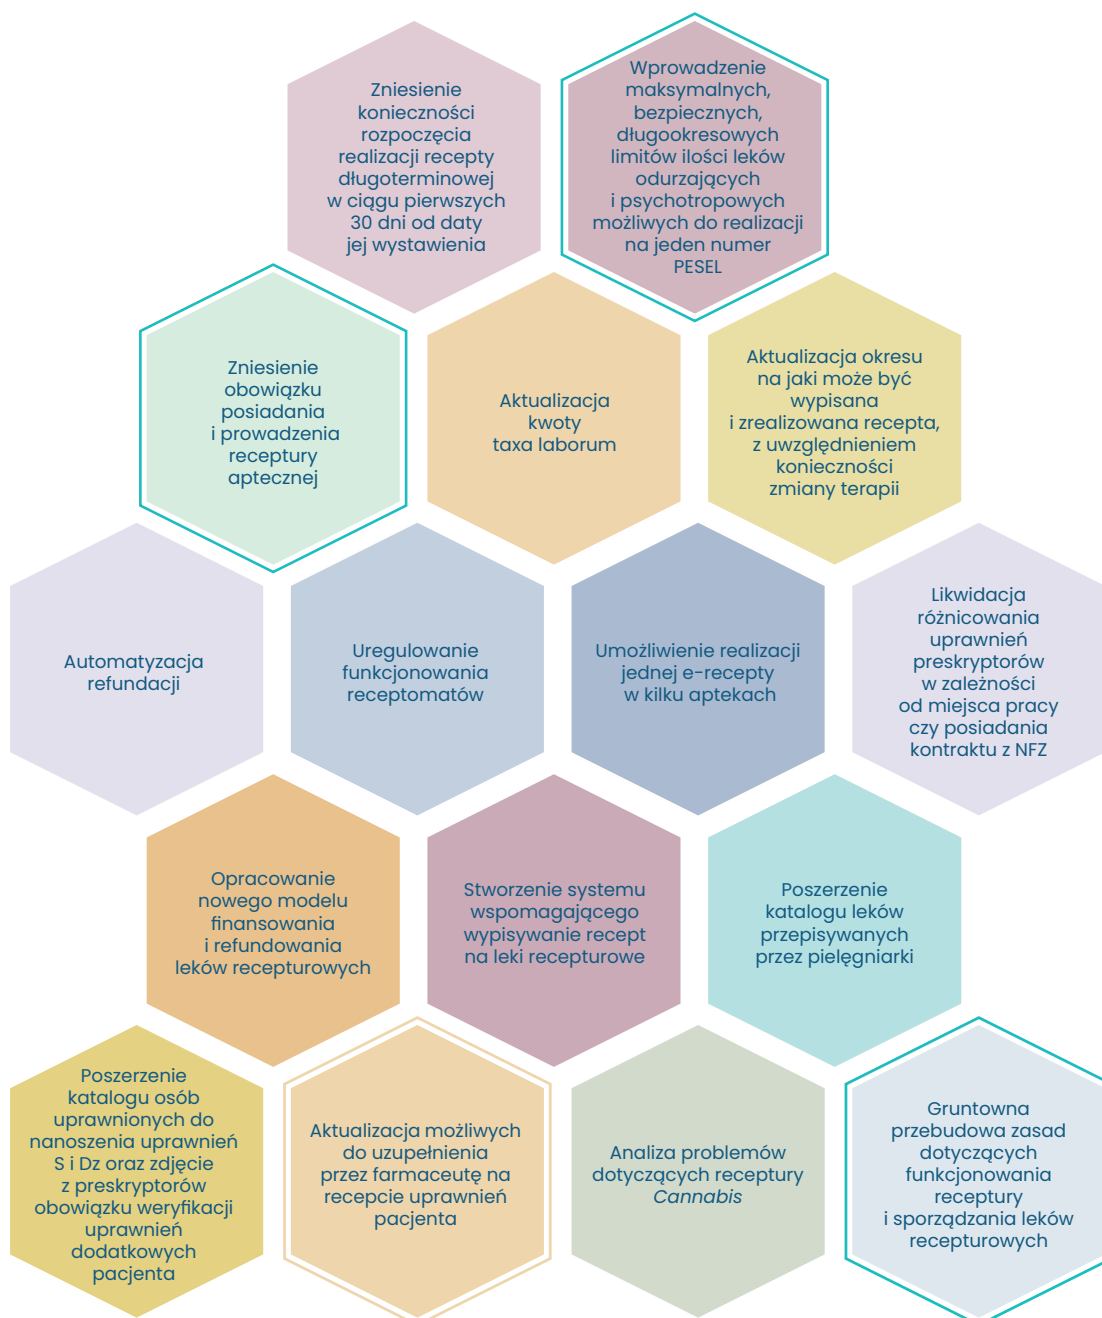 Zniesienie
konieczności
rozpoczęcia
realizacji recepty
długoterminowej
w ciągu pierwszych
30 dni od daty
jej wystawienia
Wprowadzenie
maksymalnych,
bezpiecznych,
długookresowych
limitów ilości leków
odurzających
i psychotropowych
możliwych do realizacji
na jeden numer
PESEL
Zniesienie
obowiązku
posiadania
i prowadzenia
receptury
aptecznej
Aktualizacja
kwoty
taxa laborum
Aktualizacja okresu
na jaki może być
wypisana
i zrealizowana recepta,
z uwzględnieniem
konieczności
zmiany terapii
Automatyzacja
refundacji
Uregulowanie
funkcjonowania
receptomatów
Umożliwienie realizacji
jednej e-recepty
w kilku aptekach
Likwidacja
różnicowania
uprawnień
preskryptorów
w zależności
od miejsca pracy
czy posiadania
kontraktu z NFZ
Opracowanie
nowego modelu
finansowania
i refundowania
leków recepturowych
Stworzenie systemu
wspomagającego
wypisywanie recept
na leki recepturowe
Poszerzenie
katalogu leków
przepisywanych
przez pielęgniarki
Poszerzenie
katalogu osób
uprawnionych do
nanoszenia uprawnień
S i Dz oraz zdjęcie
z preskryptorów
obowiązku weryfikacji
uprawnień
dodatkowych
pacjenta
Aktualizacja możliwych
do uzupełnienia
przez farmaceutę na
recepcie uprawnień
pacjenta
Analiza problemów
dotyczących receptury
Cannabis
Gruntowna
przebudowa zasad
dotyczących
funkcjonowania
receptury
i sporządzania leków
recepturowych